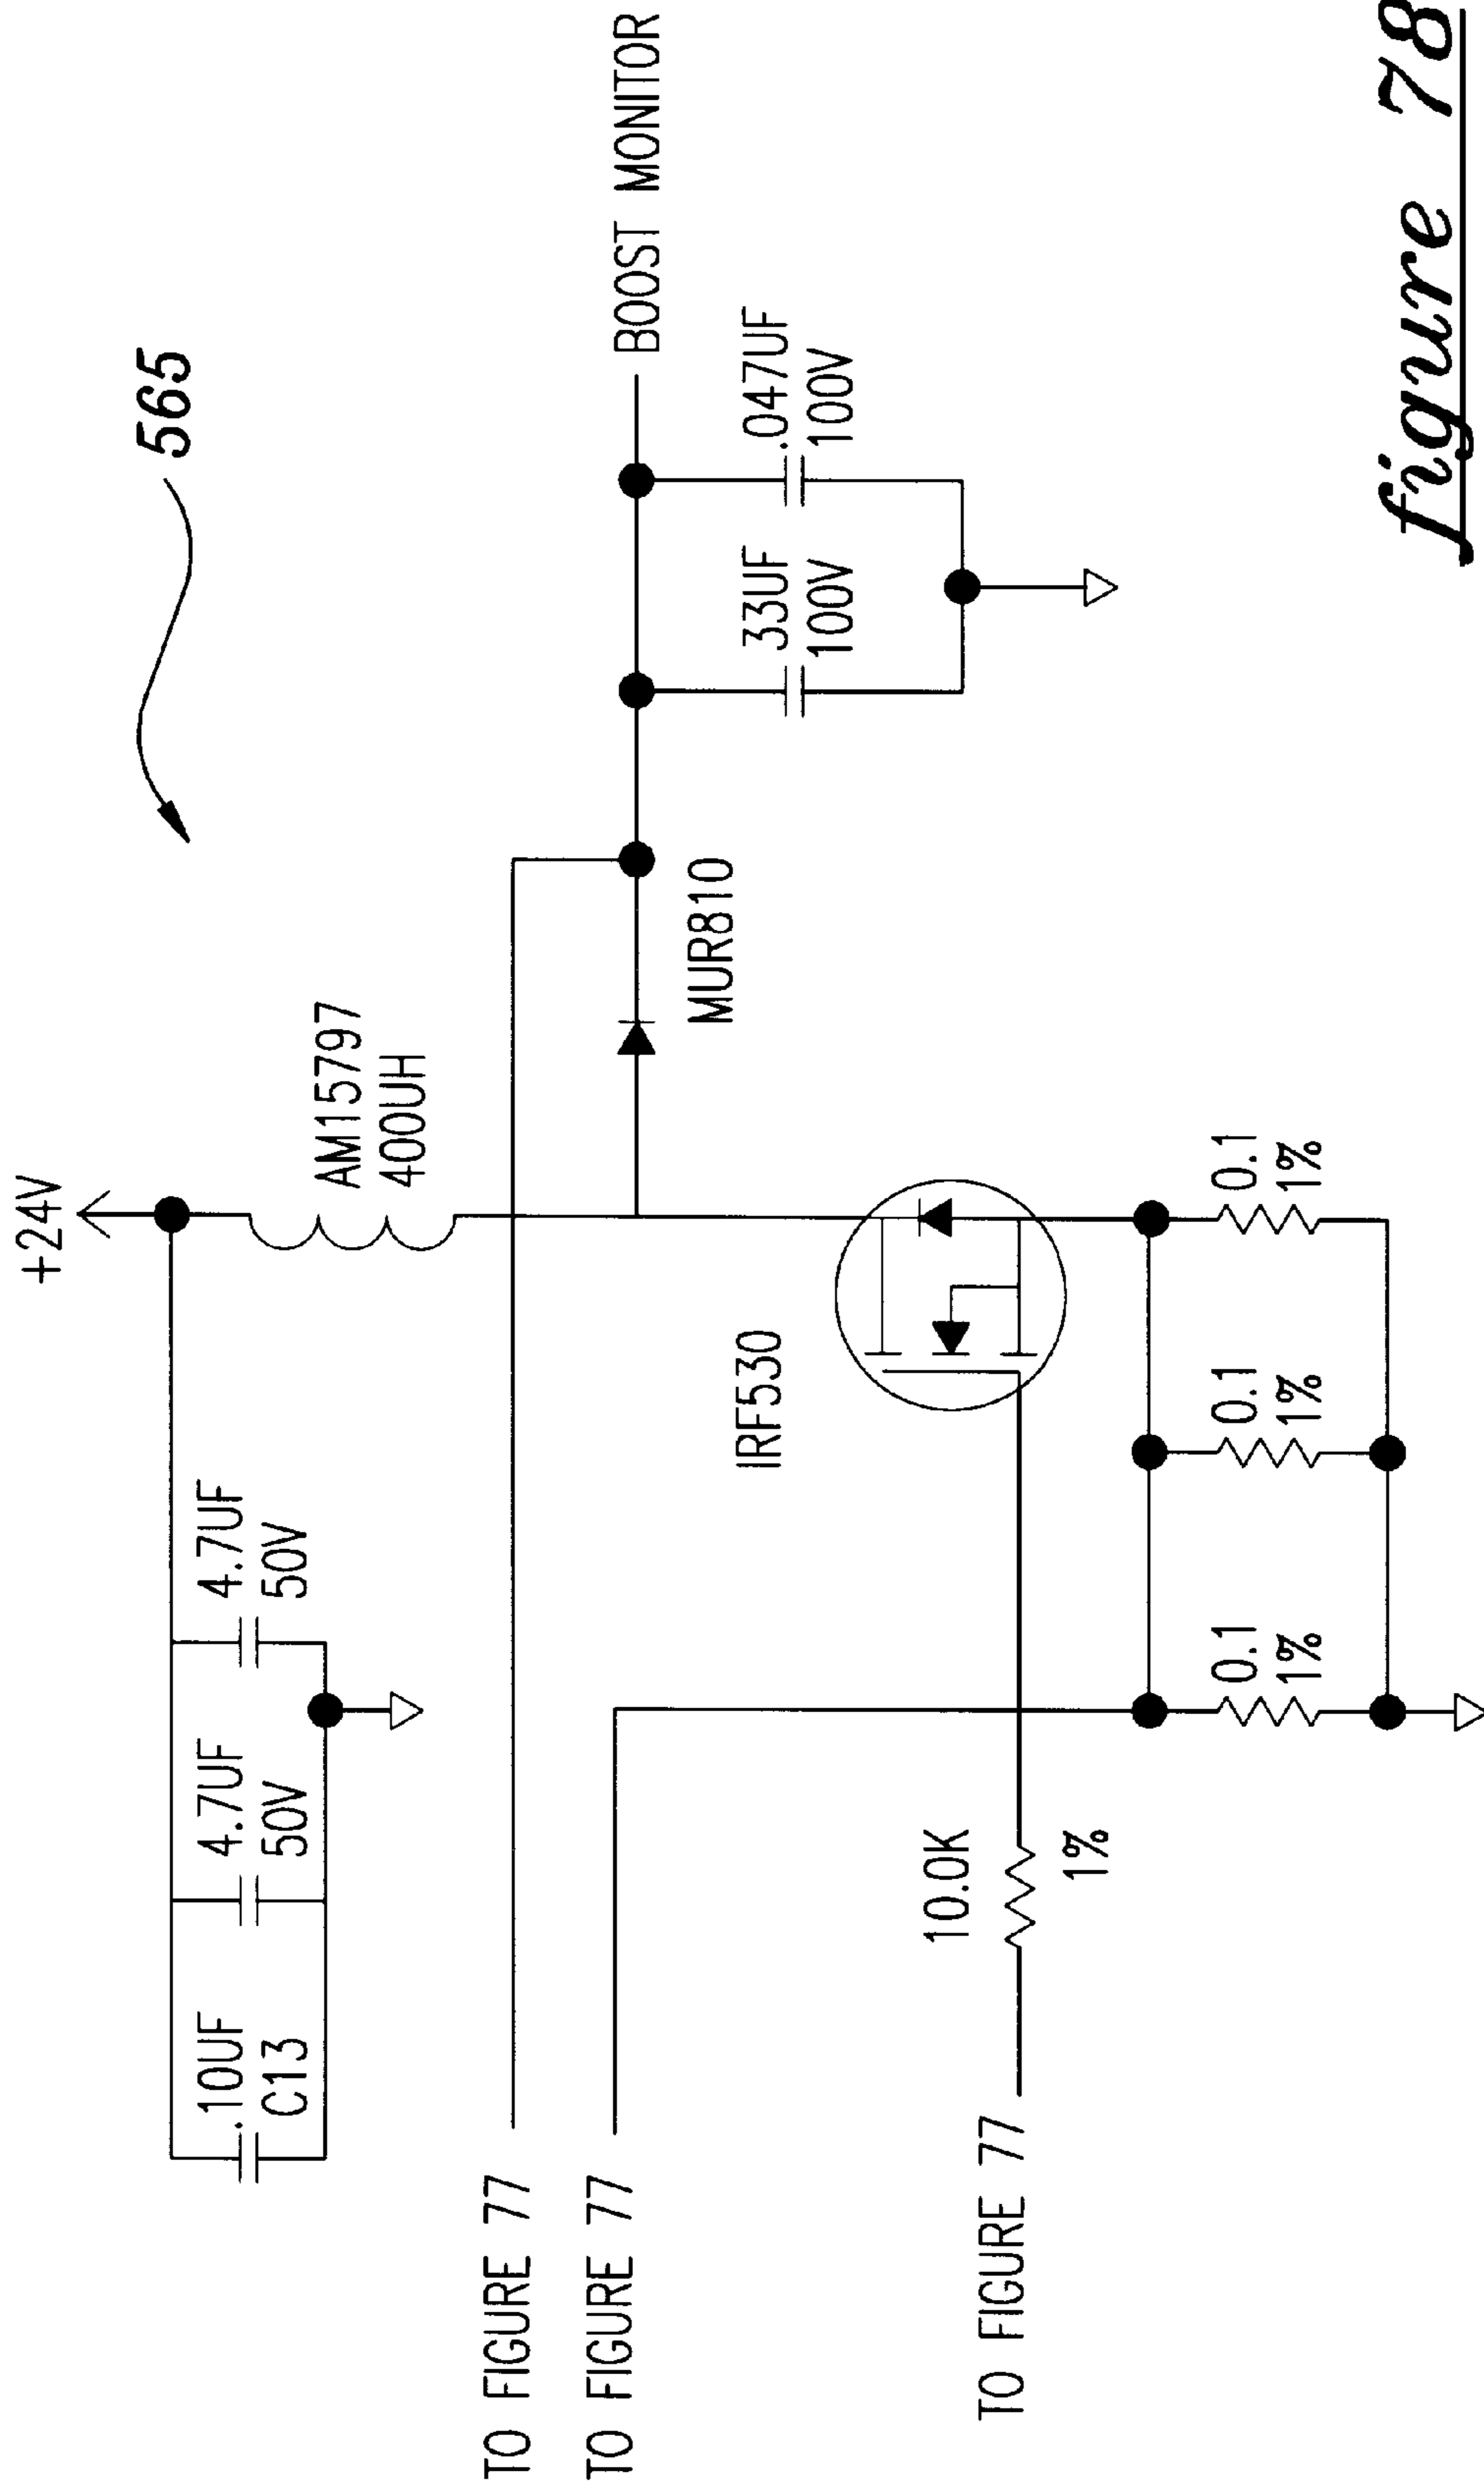 +24V
.10UF
C13
4.7UF
50V
4.7UF
50V
AM15797
400UH
565
TO FIGURE 77
TO FIGURE 77
BOOST MONITOR
MUR810
33UF
100V
.047UF
100V
IRF530
10.0K
1%
TO FIGURE 77
0.1
1%
0.1
1%
0.1
1%
figure 78